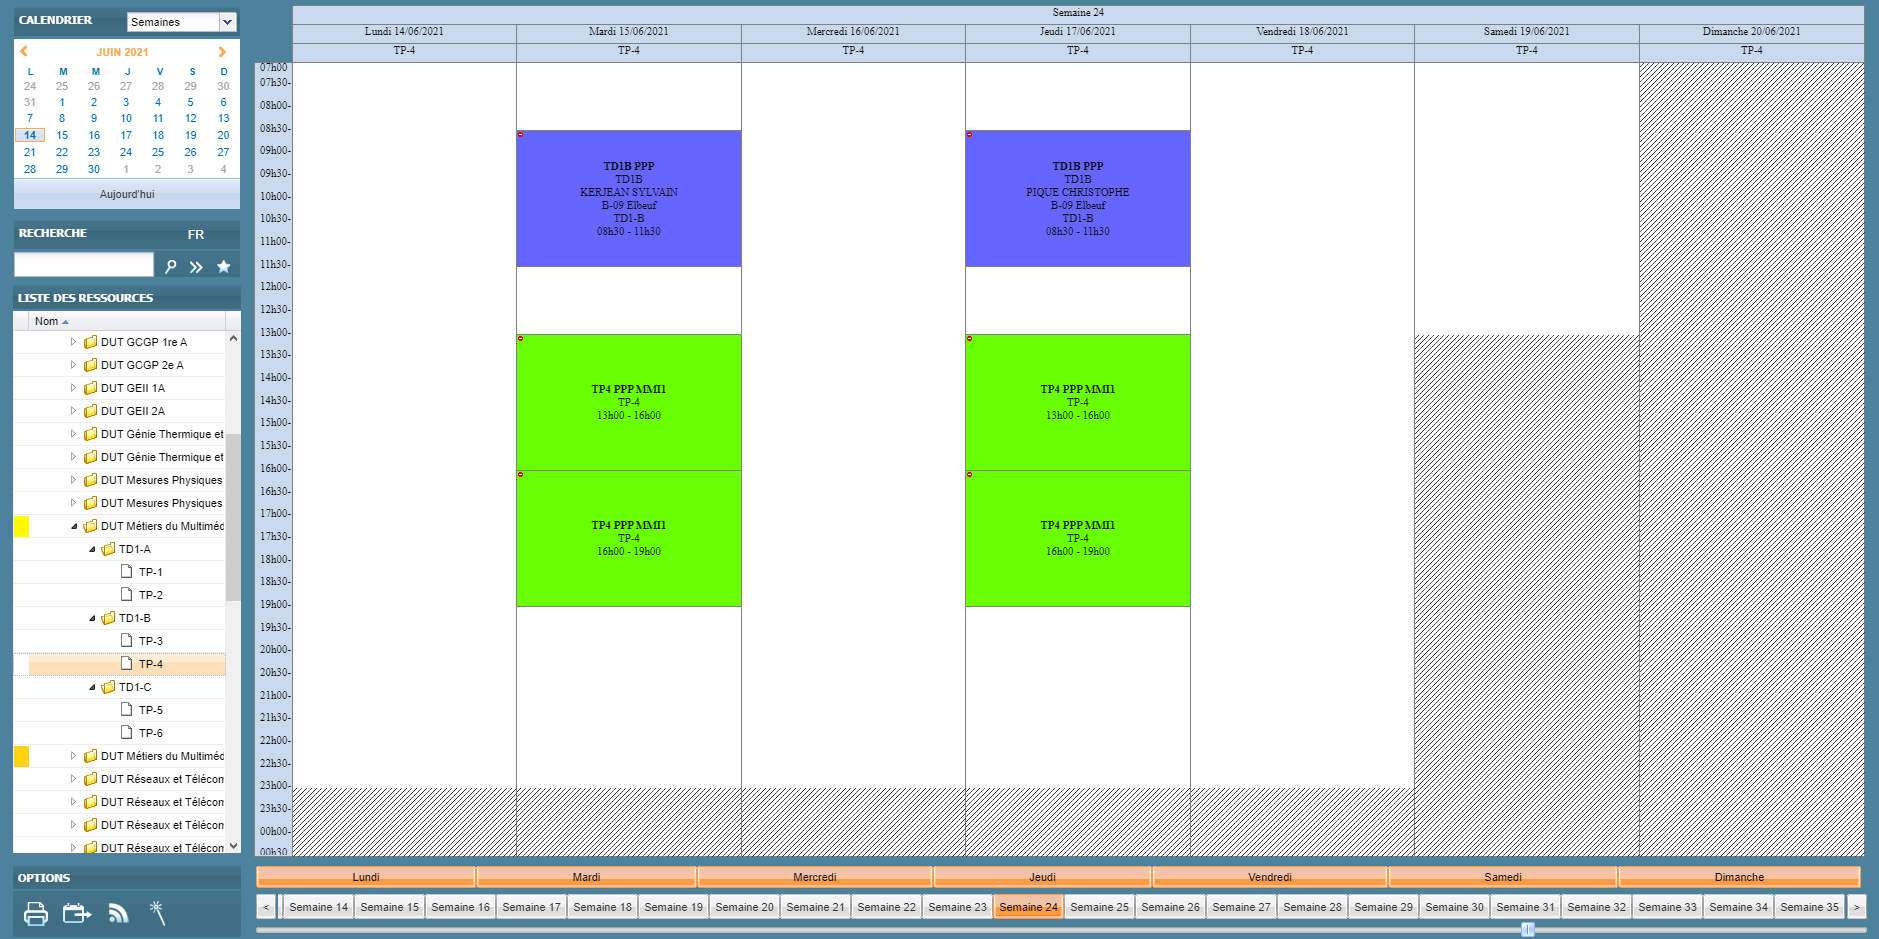 CALENDRIER
Semaines
JUIN 2021
L M M J V S D
24 25 26 27 28 29 30
31 1 2 3 4 5 6
7 8 9 10 11 12 13
14 15 16 17 18 19 20
21 22 23 24 25 26 27
28 29 30 1 2 3 4
Aujourd'hui
RECHERCHE FR
LISTE DES RESSOURCES
Nom
DUT GCGP 1re A
DUT GCGP 2e A
DUT GEII 1A
DUT GEII 2A
DUT Génie Thermique et
DUT Génie Thermique et
DUT Mesures Physiques
DUT Mesures Physiques
DUT Métiers du Multiméd
TD1-A
TP-1
TP-2
TD1-B
TP-3
TP-4
TD1-C
TP-5
TP-6
DUT Métiers du Multiméd
DUT Réseaux et Télécom
DUT Réseaux et Télécom
DUT Réseaux et Télécom
DUT Réseaux et Télécom
OPTIONS
Semaine 24
Lundi 14/06/2021 Mardi 15/06/2021 Mercredi 16/06/2021 Jeudi 17/06/2021 Vendredi 18/06/2021 Samedi 19/06/2021 Dimanche 20/06/2021
TP-4 TP-4 TP-4 TP-4 TP-4 TP-4 TP-4
07h00
07h30-
08h00-
08h30-
09h00-
09h30-
10h00-
10h30-
11h00-
11h30-
12h00-
12h30-
13h00-
13h30-
14h00-
14h30-
15h00-
15h30-
16h00-
16h30-
17h00-
17h30-
18h00-
18h30-
19h00-
19h30-
20h00-
20h30-
21h00-
21h30-
22h00-
22h30-
23h00-
23h30-
00h00-
00h30
TD1B PPP
TD1B
KERJEAN SYLVAIN
B-09 Elbeuf
TD1-B
08h30 - 11h30
TP4 PPP MMI1
TP-4
13h00 - 16h00
TP4 PPP MMI1
TP-4
16h00 - 19h00
TD1B PPP
TD1B
PIQUE CHRISTOPHE
B-09 Elbeuf
TD1-B
08h30 - 11h30
TP4 PPP MMI1
TP-4
13h00 - 16h00
TP4 PPP MMI1
TP-4
16h00 - 19h00
Lundi Mardi Mercredi Jeudi Vendredi Samedi Dimanche
< Semaine 14 Semaine 15 Semaine 16 Semaine 17 Semaine 18 Semaine 19 Semaine 20 Semaine 21 Semaine 22 Semaine 23 Semaine 24 Semaine 25 Semaine 26 Semaine 27 Semaine 28 Semaine 29 Semaine 30 Semaine 31 Semaine 32 Semaine 33 Semaine 34 Semaine 35 >